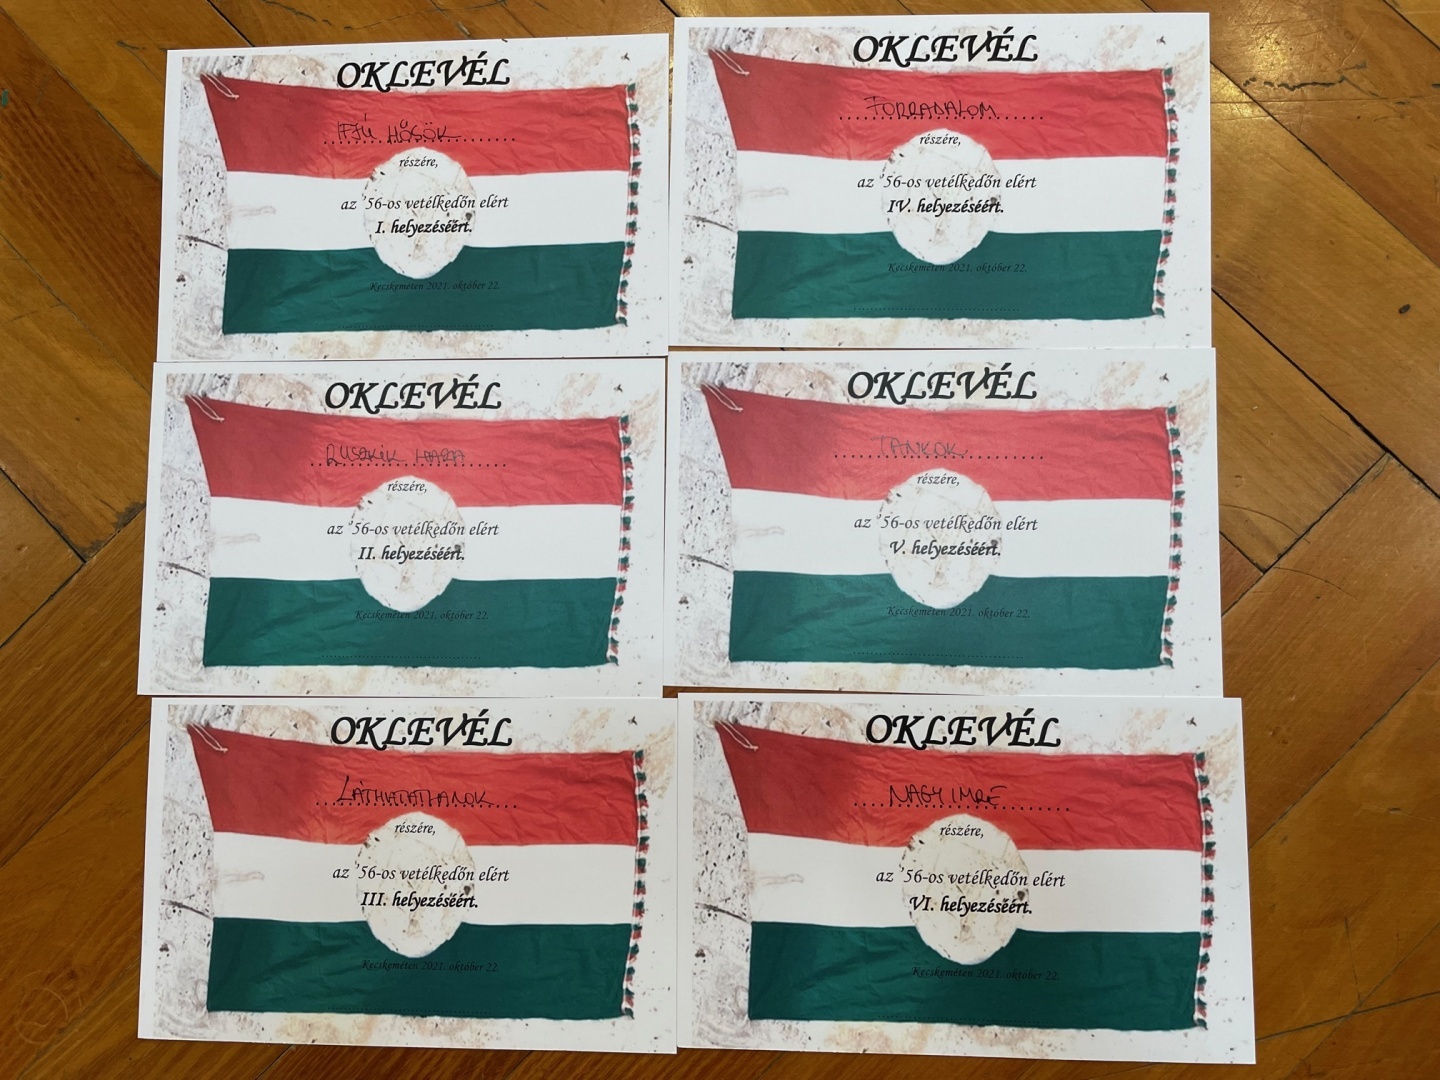 OKLEVÉL
IFJÚ HŐSÖK
részére,
az '56-os vetélkedőn elért
I. helyezéséért.
Kecskeméten 2021. október 22.
OKLEVÉL
FORRADALOM
részére,
az '56-os vetélkedőn elért
IV. helyezéséért.
Kecskeméten 2021. október 22.
OKLEVÉL
RUSZKIK HAZA
részére,
az '56-os vetélkedőn elért
II. helyezéséért.
Kecskeméten 2021. október 22.
OKLEVÉL
TANKOK
részére,
az '56-os vetélkedőn elért
V. helyezéséért.
Kecskeméten 2021. október 22.
OKLEVÉL
LÁTHATATLANOK
részére,
az '56-os vetélkedőn elért
III. helyezéséért.
Kecskeméten 2021. október 22.
OKLEVÉL
NAGY IMRE
részére,
az '56-os vetélkedőn elért
VI. helyezéséért.
Kecskeméten 2021. október 22.